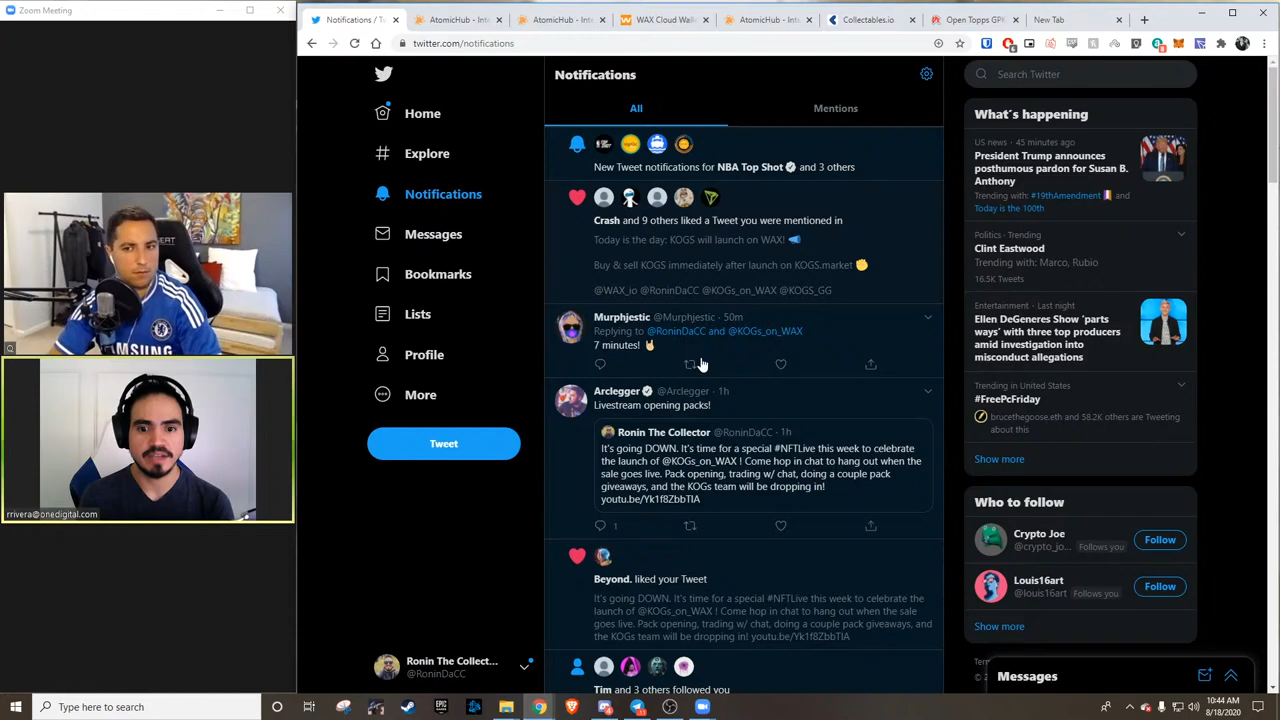 Zoom Meeting
Notifications / T
AtomicHub - Inte
AtomicHub - Inte
WAX Cloud Walle
AtomicHub - Inte
Collectables.io
Open Topps GPK
New Tab
twitter.com/notifications
Home
Explore
Notifications
Messages
Bookmarks
Lists
Profile
More
Tweet
Ronin The Collect...
@RoninDaCC
Notifications
All
Mentions
New Tweet notifications for NBA Top Shot and 3 others
Crash and 9 others liked a Tweet you were mentioned in
Today is the day: KOGS will launch on WAX!
Buy & sell KOGS immediately after launch on KOGS.market
@WAX_io @RoninDaCC @KOGs_on_WAX @KOGS_GG
Murphjestic @Murphjestic · 50m
Replying to @RoninDaCC and @KOGs_on_WAX
7 minutes!
Arclegger @Arclegger · 1h
Livestream opening packs!
Ronin The Collector @RoninDaCC · 1h
It's going DOWN. It's time for a special #NFTLive this week to celebrate
the launch of @KOGs_on_WAX ! Come hop in chat to hang out when the
sale goes live. Pack opening, trading w/ chat, doing a couple pack
giveaways, and the KOGs team will be dropping in!
youtu.be/Yk1f8ZbbTIA
1
Beyond. liked your Tweet
It's going DOWN. It's time for a special #NFTLive this week to celebrate the
launch of @KOGs_on_WAX ! Come hop in chat to hang out when the sale
goes live. Pack opening, trading w/ chat, doing a couple pack giveaways, and
the KOGs team will be dropping in! youtu.be/Yk1f8ZbbTIA
Tim and 3 others followed you
Search Twitter
What's happening
US news · 45 minutes ago
President Trump announces
posthumous pardon for Susan B.
Anthony
Trending with: #19thAmendment and
Today is the 100th
Politics · Trending
Clint Eastwood
Trending with: Marco, Rubio
16.5K Tweets
Entertainment · Last night
Ellen DeGeneres Show 'parts
ways' with three top producers
amid investigation into
misconduct allegations
Trending in United States
#FreePcFriday
brucethegoose.eth and 58.2K others are Tweeting
about this
Show more
Who to follow
Crypto Joe
@crypto_jo... Follows you
Follow
Louis16art
@louis16art Follows you
Follow
Show more
Messages
rrivera@onedigital.com
Type here to search
10:44 AM
8/18/2020